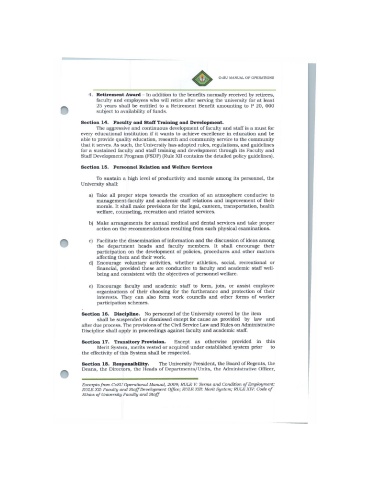 CvSU MANUAL OF OPERATIONS
4. Retirement Award - In addition to the benefits normally received by retirees,
faculty and employees who will retire after serving the university for at least
25 years shall be entitled to a Retirement Benefit amounting to P 20, 000
subject to availability of funds.
Section 14. Faculty and Staff Training and Development.
The aggressive and continuous development of faculty and staff is a must for
every educational institution if it wants to achieve excellence in education and be
able to provide quality education, research and community service to the community
that it serves. As such, the University has adopted rules, regulations, and guidelines
for a sustained faculty and staff training and development through its Faculty and
Staff Development Program (FSDP) (Rule XII contains the detailed policy guidelines).
Section 15. Personnel Relation and Welfare Services
To sustain a high level of productivity and morale among its personnel, the
University shall:
a) Take all proper steps towards the creation of an atmosphere conducive to
management-faculty and academic staff relations and improvement of their
morale. It shall make provisions for the legal, canteen, transportation, health
welfare, counseling, recreation and related services.
b) Make arrangements for annual medical and dental services and take proper
action on the recommendations resulting from such physical examinations.
c) Facilitate the dissemination of information and the discussion of ideas among
the department heads and faculty members. It shall encourage their
participation on the development of policies, procedures and other matters
affecting them and their work.
d) Encourage voluntary activities, whether athletics, social, recreational or
financial, provided these are conducive to faculty and academic staff well-
being and consistent with the objectives of personnel welfare.
e) Encourage faculty and academic staff to form, join, or assist employee
organizations of their choosing for the furtherance and protection of their
interests. They can also form work councils and other forms of worker
participation schemes.
Section 16. Discipline. No personnel of the University covered by the item
shall be suspended or dismissed except for cause as provided by law and
after due process. The provisions of the Civil Service Law and Rules on Administrative
Discipline shall apply in proceedings against faculty and academic staff.
Section 17. Transitory Provision. Except as otherwise provided in this
Merit System, merits vested or acquired under established system prior to
the effectivity of this System shall be respected.
Section 18. Responsibility. The University President, the Board of Regents, the
Deans, the Directors, the Heads of Departments/Units, the Administrative Officer,
Excerpts from CvSU Operational Manual, 2009; RULE V: Terms and Condition of Employment;
RULE XII: Faculty and Staff Development Office; RULE XIII: Merit System; RULE XIV: Code of
Ethics of University Faculty and Staff